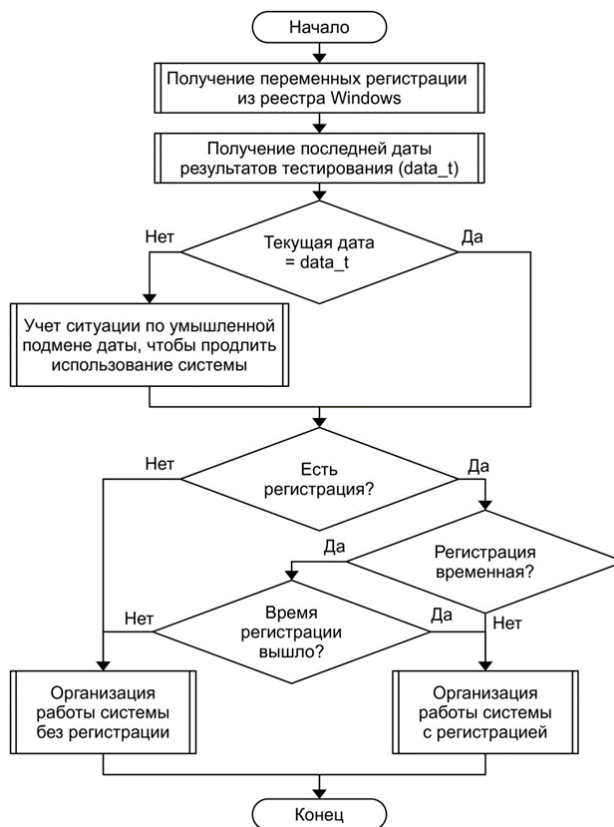 Начало
Получение переменных регистрации
из реестра Windows
Получение последней даты
результатов тестирования (data_t)
Нет
Да
Текущая дата
= data_t
Учет ситуации по умышленной
подмене даты, чтобы продлить
использование системы
Нет
Да
Есть
регистрация?
Да
Регистрация
временная?
Нет
Время
регистрации
вышло?
Да
Нет
Организация
работы системы
без регистрации
Организация
работы системы
с регистрацией
Конец